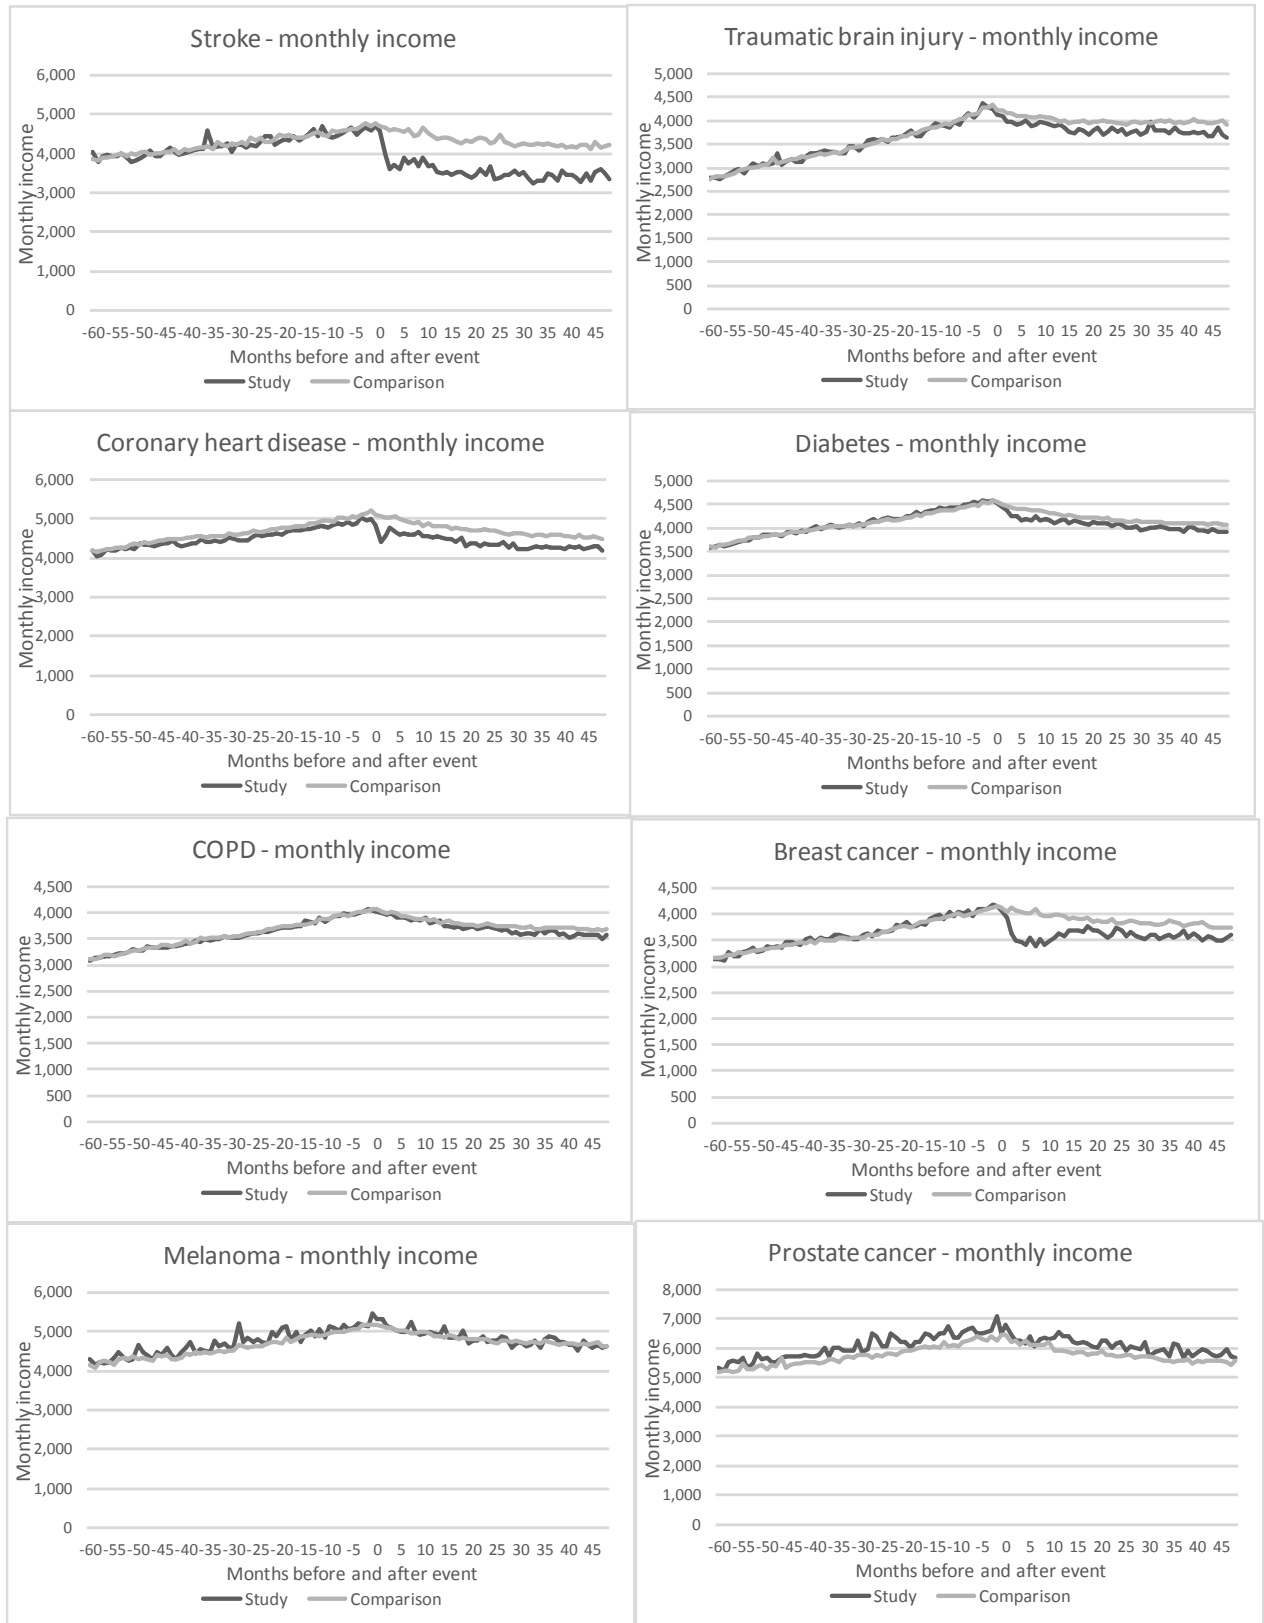 Stroke - monthly income
6,000
5,000
4,000
3,000
2,000
1,000
0
Monthly income
-60-55-50-45-40-35-30-25-20-15-10 -5 0 5 10 15 20 25 30 35 40 45
Months before and after event
Study Comparison
Traumatic brain injury - monthly income
5,000
4,500
4,000
3,500
3,000
2,500
2,000
1,500
1,000
500
0
Monthly income
-60-55-50-45-40-35-30-25-20-15-10 -5 0 5 10 15 20 25 30 35 40 45
Months before and after event
Study Comparison
Coronary heart disease - monthly income
6,000
5,000
4,000
3,000
2,000
1,000
0
Monthly income
-60-55-50-45-40-35-30-25-20-15-10 -5 0 5 10 15 20 25 30 35 40 45
Months before and after event
Study Comparison
Diabetes - monthly income
5,000
4,500
4,000
3,500
3,000
2,500
2,000
1,500
1,000
500
0
Monthly income
-60-55-50-45-40-35-30-25-20-15-10 -5 0 5 10 15 20 25 30 35 40 45
Months before and after event
Study Comparison
COPD - monthly income
4,500
4,000
3,500
3,000
2,500
2,000
1,500
1,000
500
0
Monthly income
-60-55-50-45-40-35-30-25-20-15-10 -5 0 5 10 15 20 25 30 35 40 45
Months before and after event
Study Comparison
Breast cancer - monthly income
4,500
4,000
3,500
3,000
2,500
2,000
1,500
1,000
500
0
Monthly income
-60-55-50-45-40-35-30-25-20-15-10 -5 0 5 10 15 20 25 30 35 40 45
Months before and after event
Study Comparison
Melanoma - monthly income
6,000
5,000
4,000
3,000
2,000
1,000
0
Monthly income
-60-55-50-45-40-35-30-25-20-15-10 -5 0 5 10 15 20 25 30 35 40 45
Months before and after event
Study Comparison
Prostate cancer - monthly income
8,000
7,000
6,000
5,000
4,000
3,000
2,000
1,000
0
Monthly income
-60-55-50-45-40-35-30-25-20-15-10 -5 0 5 10 15 20 25 30 35 40 45
Months before and after event
Study Comparison